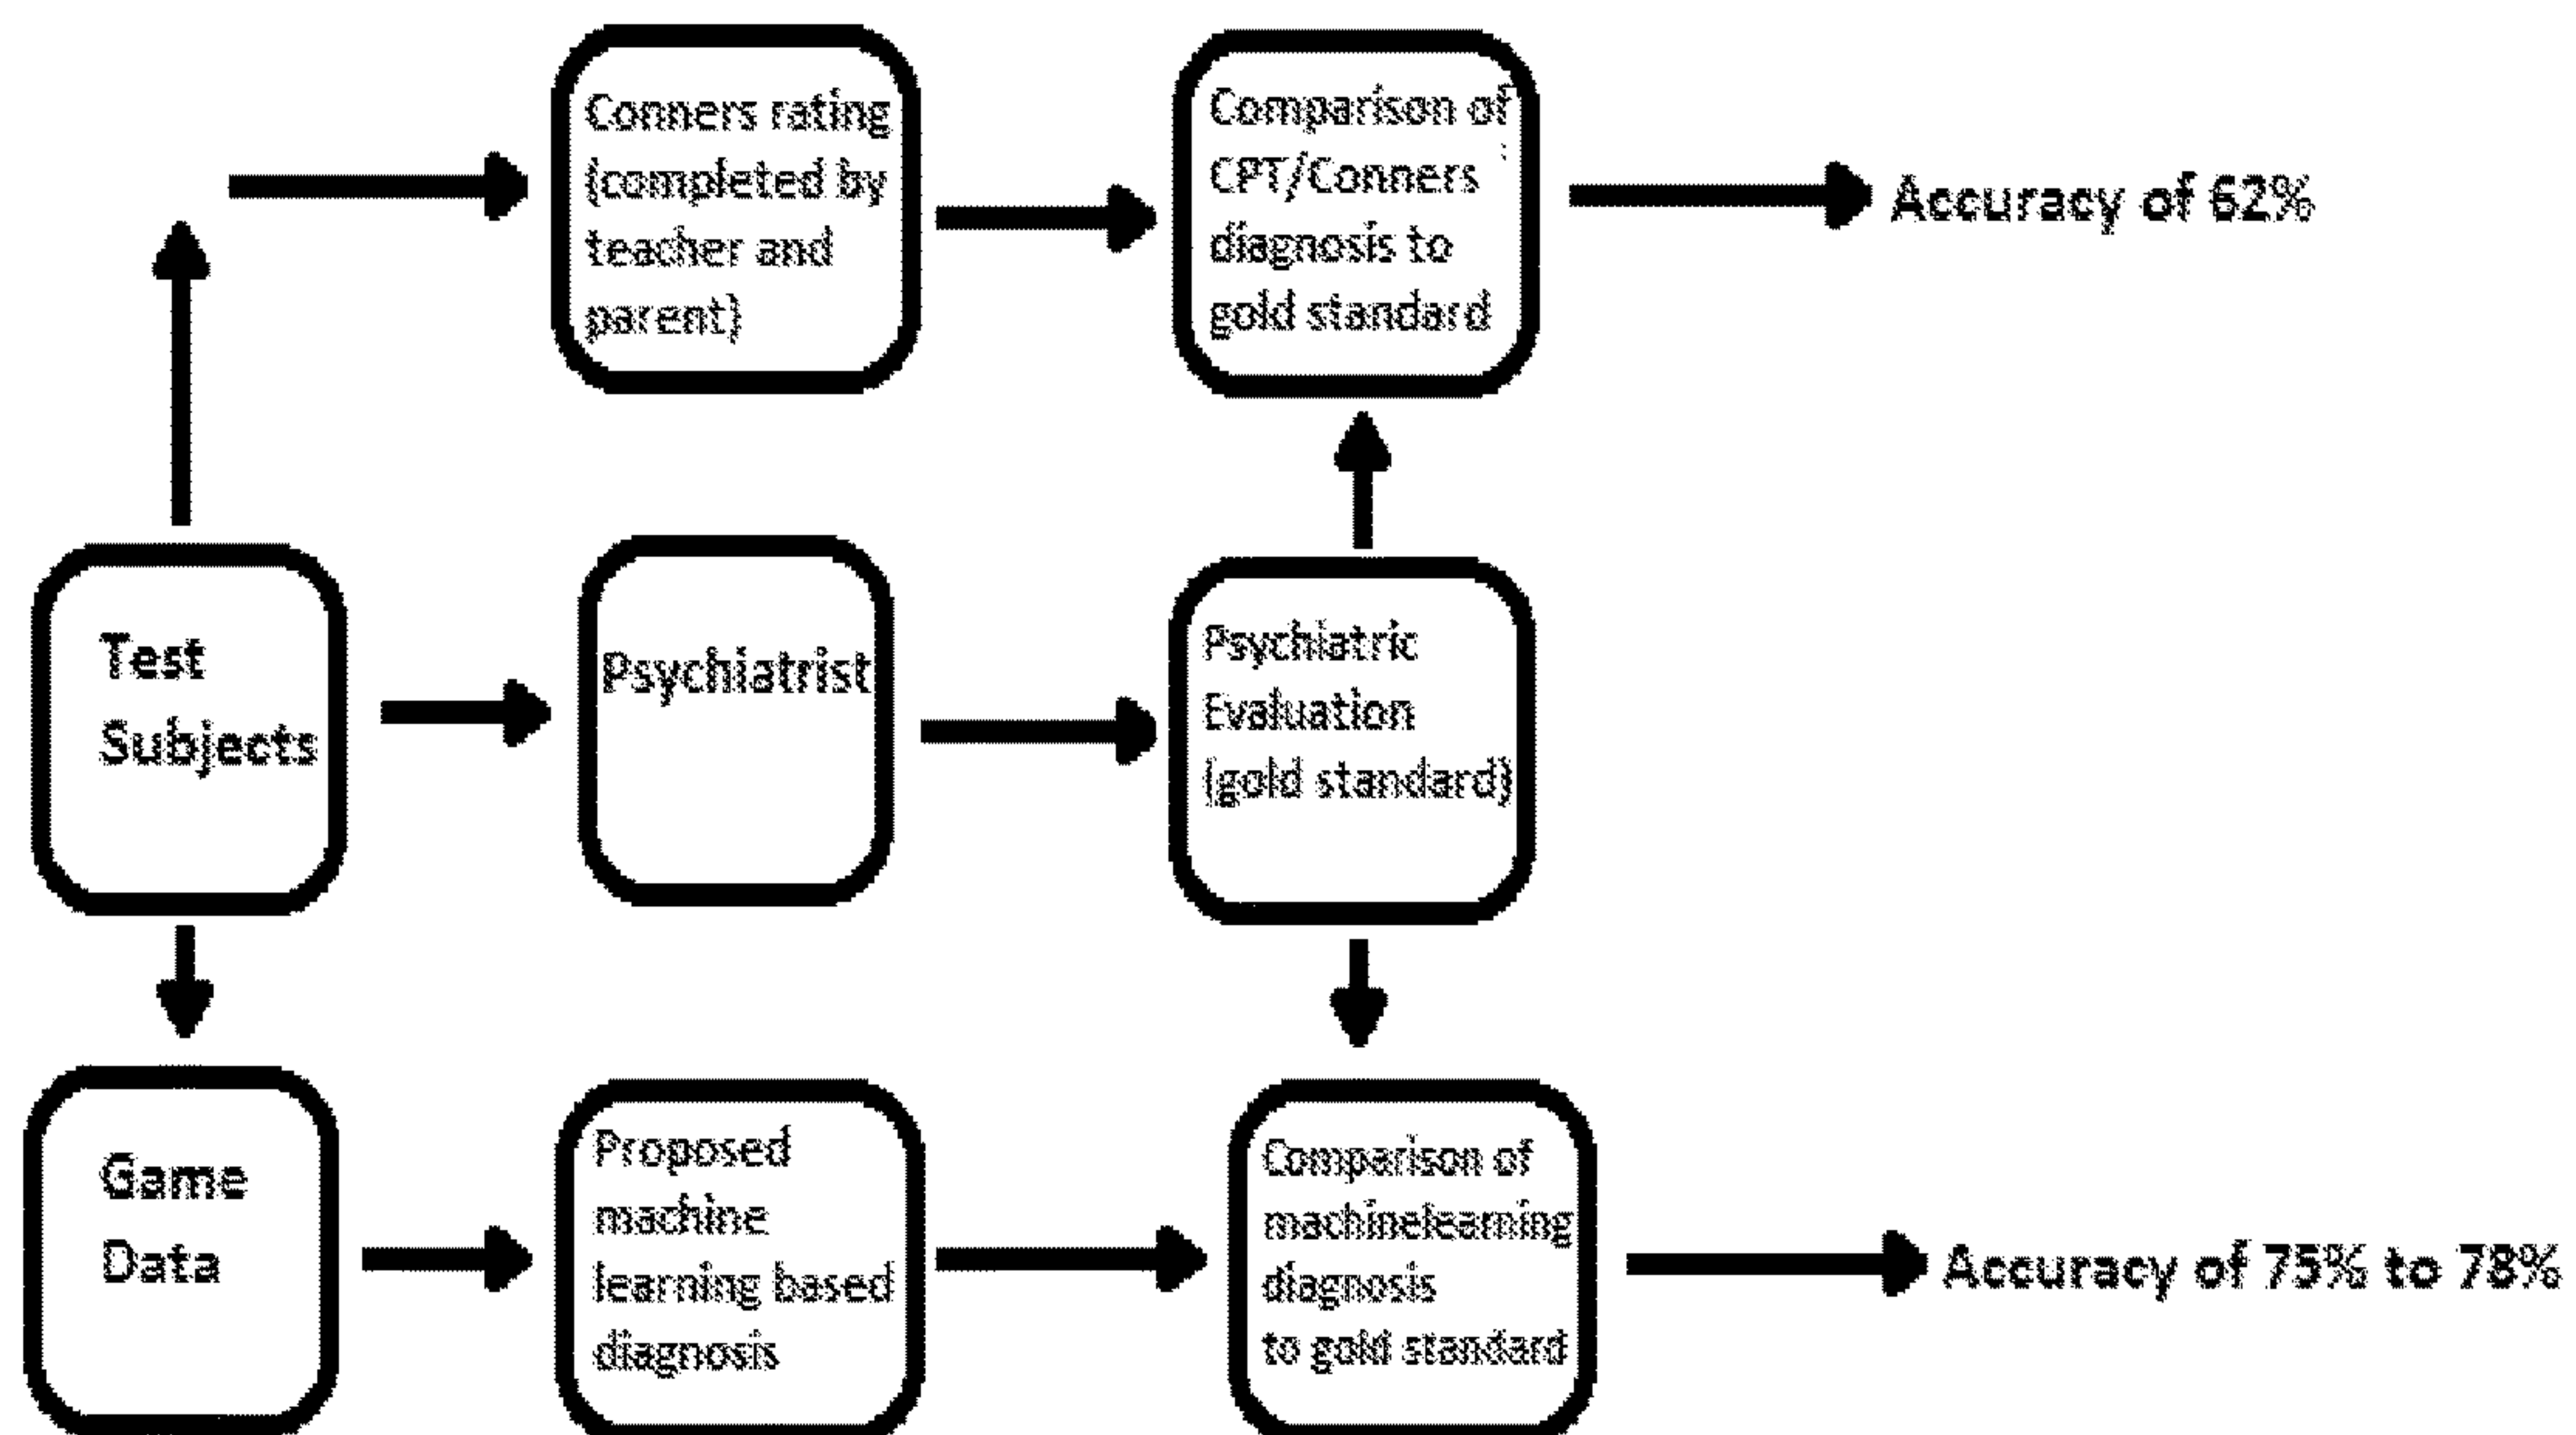 Conners rating
(completed by
teacher and
parent)
Comparison of
CPT/Conners
diagnosis to
gold standard
Accuracy of 62%
Test
Subjects
Psychiatrist
Psychiatric
Evaluation
(gold standard)
Game
Data
Proposed
machine
learning based
diagnosis
Comparison of
machinelearning
diagnosis
to gold standard
Accuracy of 75% to 78%